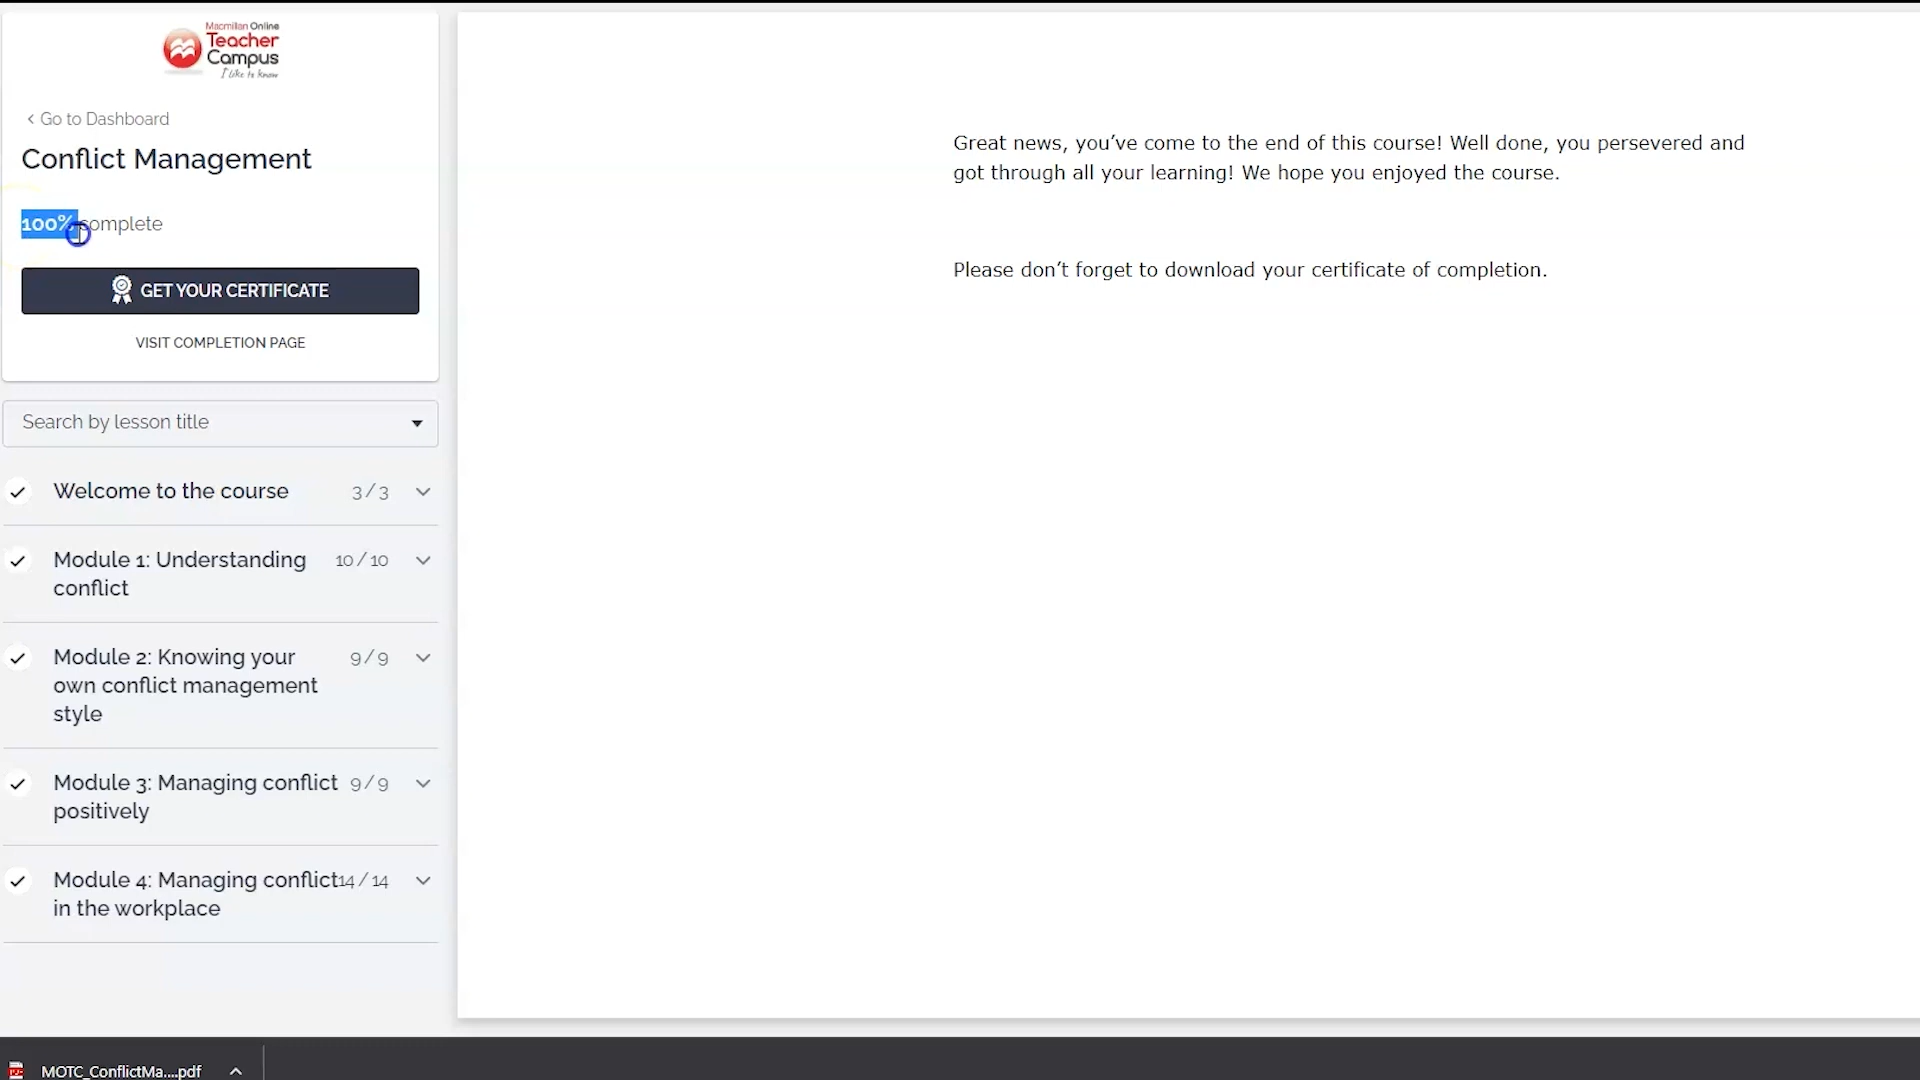 Macmillan Online
Teacher
Campus
I like to know
Go to Dashboard
Conflict Management
100% complete
GET YOUR CERTIFICATE
VISIT COMPLETION PAGE
Search by lesson title
Welcome to the course 3 / 3
Module 1: Understanding 10 / 10
conflict
Module 2: Knowing your 9 / 9
own conflict management
style
Module 3: Managing conflict 9 / 9
positively
Module 4: Managing conflict 14 / 14
in the workplace
Great news, you’ve come to the end of this course! Well done, you persevered and
got through all your learning! We hope you enjoyed the course.
Please don’t forget to download your certificate of completion.
MOTC_ConflictMa....pdf